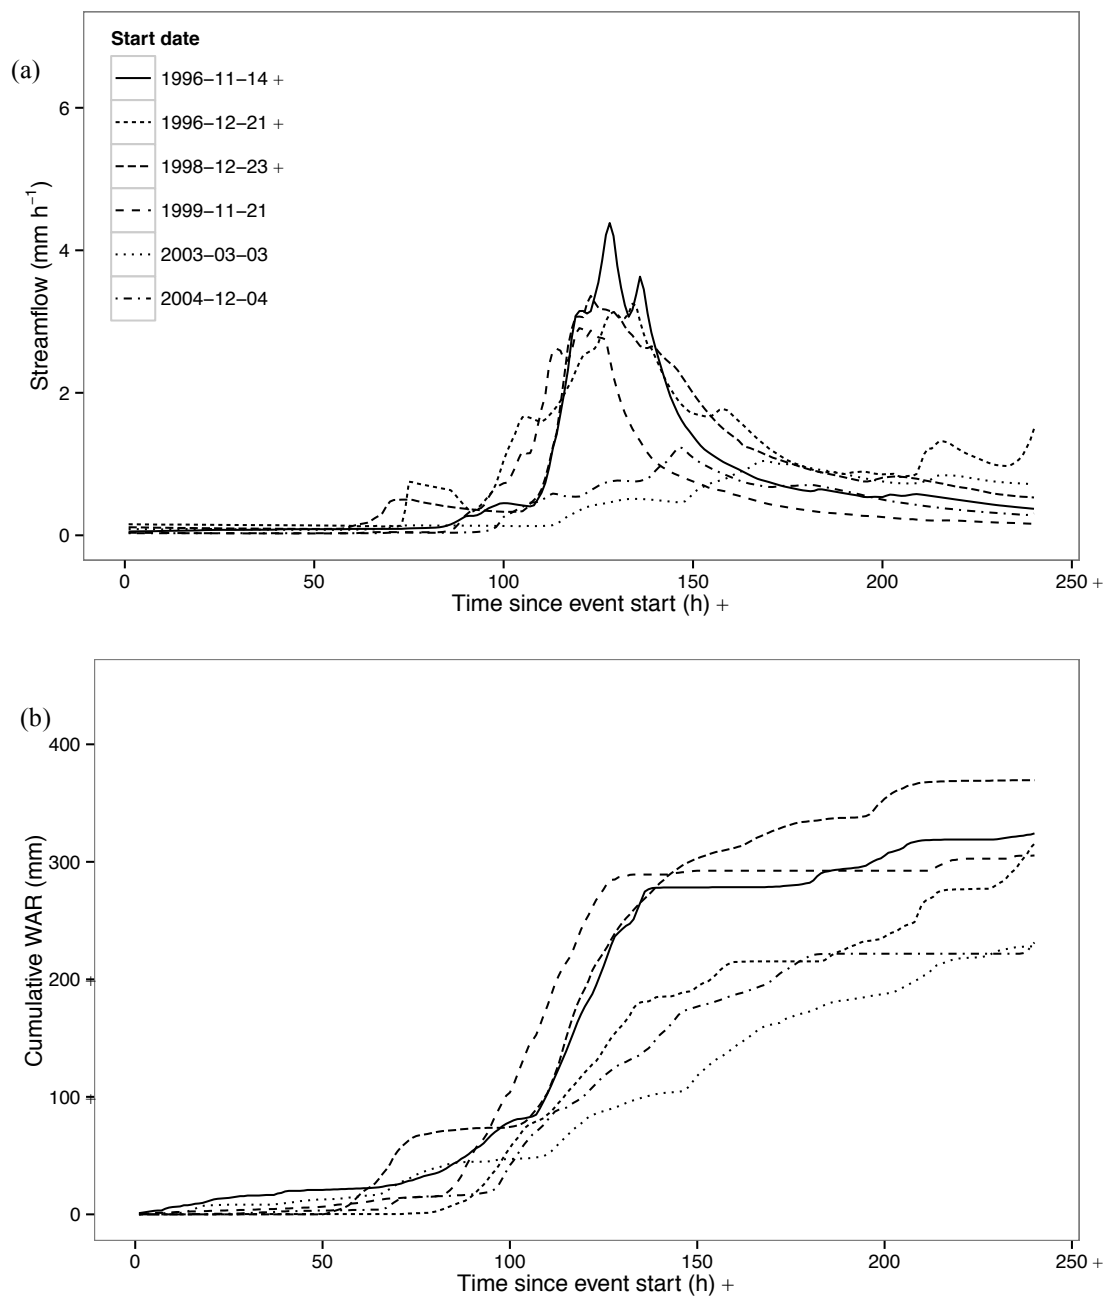 (a)
Start date
1996−11−14 +
1996−12−21 +
1998−12−23 +
1999−11−21
2003−03−03
2004−12−04
Streamflow (mm h⁻¹)
6
4
2
0
0 50 100 150 200 250 +
Time since event start (h) +
(b)
Cumulative WAR (mm)
400
300
200 +
100 +
0
0 50 100 150 200 250 +
Time since event start (h) +